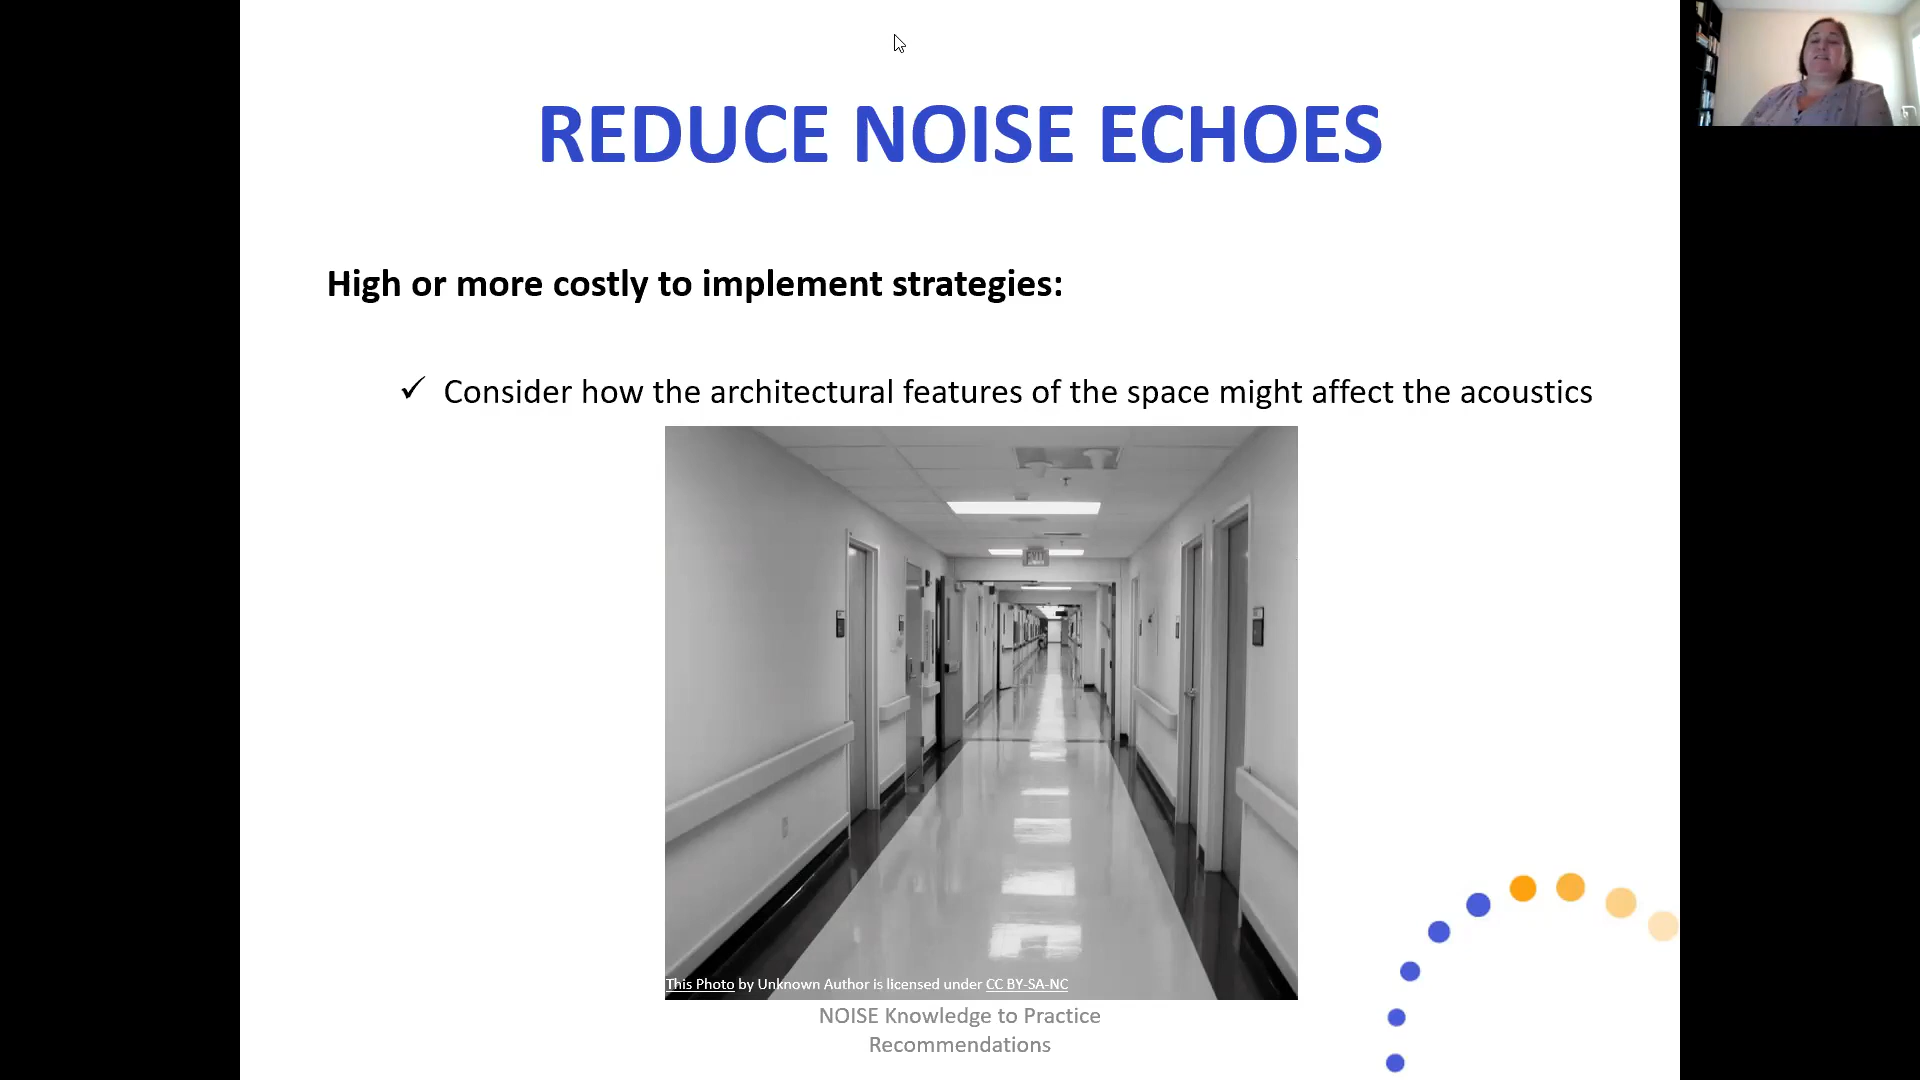 REDUCE NOISE ECHOES
High or more costly to implement strategies:
✓ Consider how the architectural features of the space might affect the acoustics
EXIT
This Photo by Unknown Author is licensed under CC BY-SA-NC
NOISE Knowledge to Practice
Recommendations